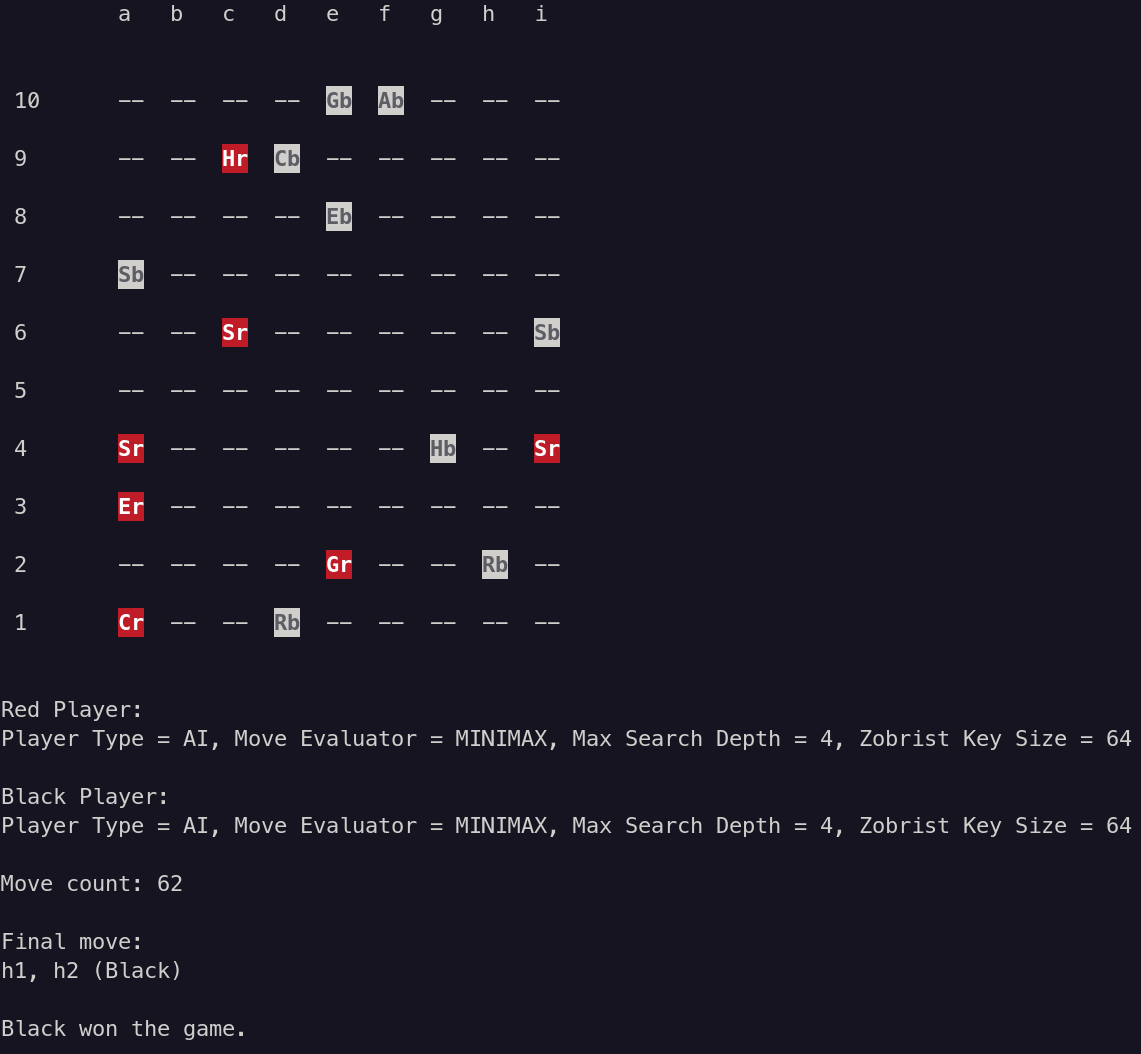 a b c d e f g h i
10 -- -- -- -- Gb Ab -- -- --
9 -- -- Hr Cb -- -- -- -- --
8 -- -- -- -- Eb -- -- -- --
7 Sb -- -- -- -- -- -- -- --
6 -- -- Sr -- -- -- -- -- Sb
5 -- -- -- -- -- -- -- -- --
4 Sr -- -- -- -- -- Hb -- Sr
3 Er -- -- -- -- -- -- -- --
2 -- -- -- -- Gr -- -- Rb --
1 Cr -- -- Rb -- -- -- -- --
Red Player:
Player Type = AI, Move Evaluator = MINIMAX, Max Search Depth = 4, Zobrist Key Size = 64
Black Player:
Player Type = AI, Move Evaluator = MINIMAX, Max Search Depth = 4, Zobrist Key Size = 64
Move count: 62
Final move:
h1, h2 (Black)
Black won the game.